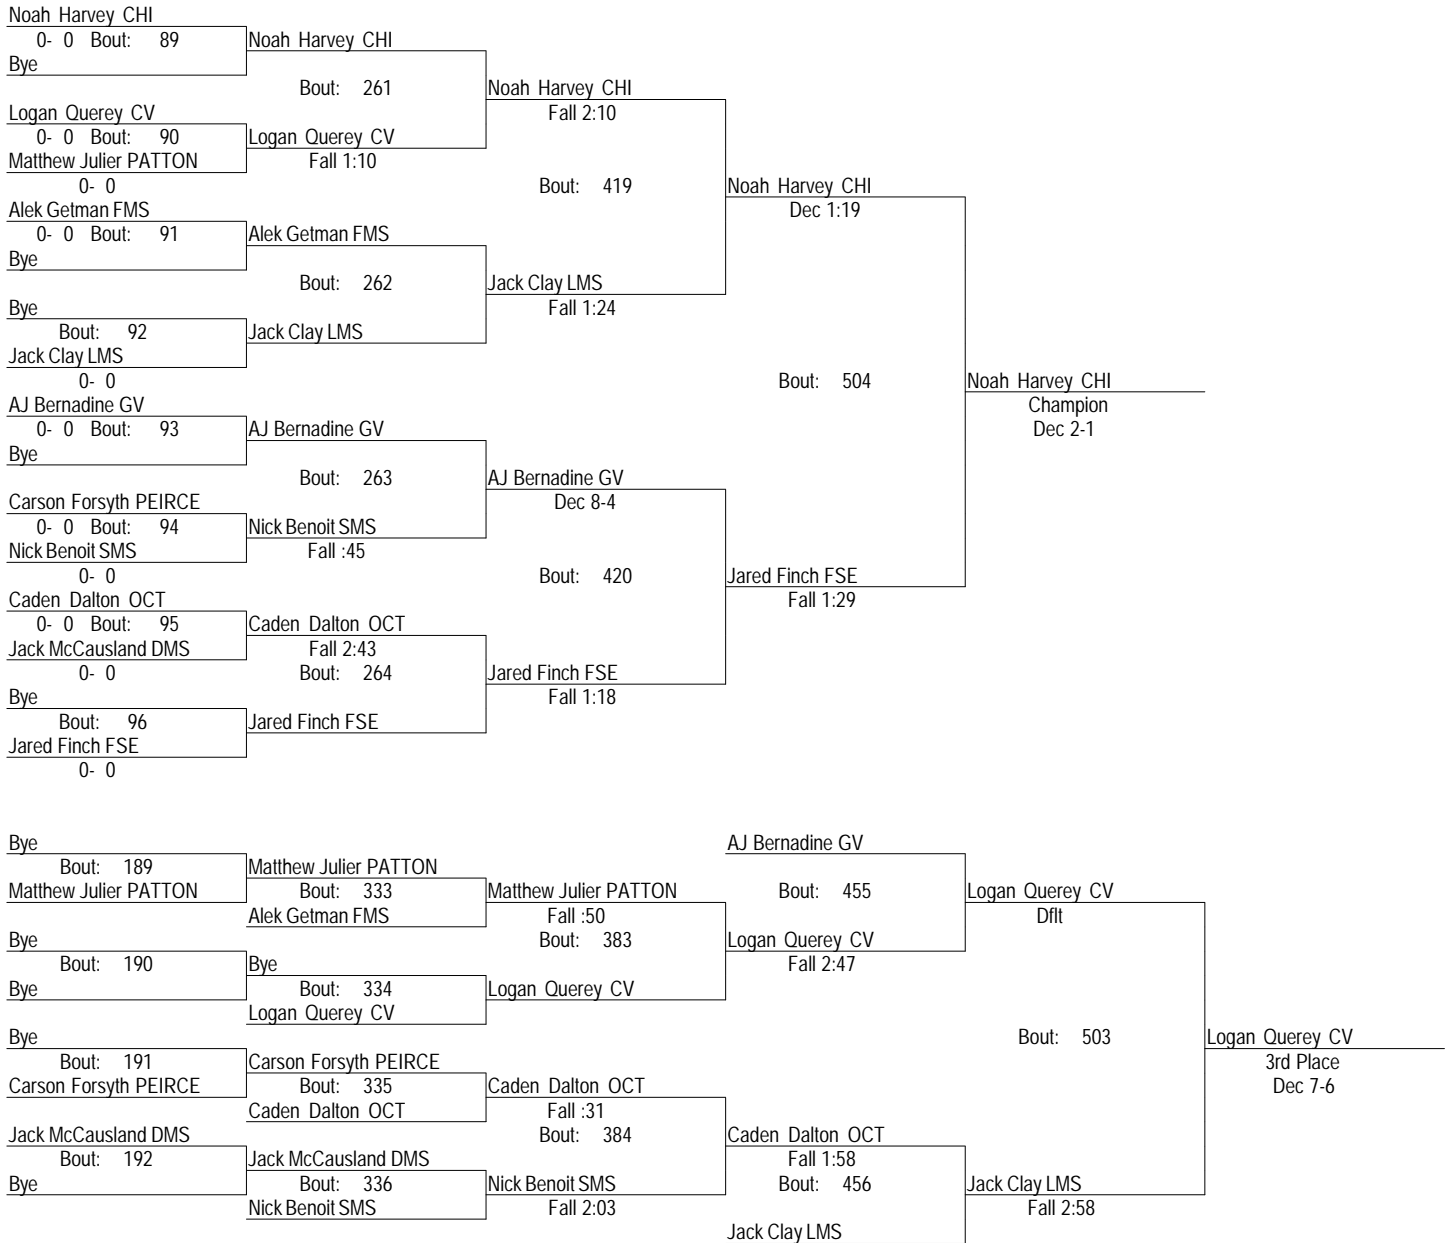 Noah Harvey CHI
0- 0 Bout: 89 Noah Harvey CHI
Bye
Bout: 261 Noah Harvey CHI
Logan Querey CV Fall 2:10
0- 0 Bout: 90 Logan Querey CV
Matthew Julier PATTON Fall 1:10
0- 0 Bout: 419 Noah Harvey CHI
Alek Getman FMS Dec 1:19
0- 0 Bout: 91 Alek Getman FMS
Bye
Bout: 262 Jack Clay LMS
Bye Fall 1:24
Bout: 92 Jack Clay LMS
Jack Clay LMS
0- 0 Bout: 504 Noah Harvey CHI
AJ Bernadine GV Champion
0- 0 Bout: 93 AJ Bernadine GV Dec 2-1
Bye
Bout: 263 AJ Bernadine GV
Carson Forsyth PEIRCE Dec 8-4
0- 0 Bout: 94 Nick Benoit SMS
Nick Benoit SMS Fall :45
0- 0 Bout: 420 Jared Finch FSE
Caden Dalton OCT Fall 1:29
0- 0 Bout: 95 Caden Dalton OCT
Jack McCausland DMS Fall 2:43
0- 0 Bout: 264 Jared Finch FSE
Bye Fall 1:18
Bout: 96 Jared Finch FSE
Jared Finch FSE
0- 0
Bye AJ Bernadine GV
Bout: 189 Matthew Julier PATTON
Matthew Julier PATTON Bout: 333 Matthew Julier PATTON Bout: 455 Logan Querey CV
Alek Getman FMS Fall :50 Dflt
Bye Bout: 383 Logan Querey CV
Bout: 190 Bye Fall 2:47
Bye Bout: 334 Logan Querey CV
Logan Querey CV
Bye Bout: 503 Logan Querey CV
Bout: 191 Carson Forsyth PEIRCE 3rd Place
Carson Forsyth PEIRCE Bout: 335 Caden Dalton OCT Dec 7-6
Caden Dalton OCT Fall :31
Jack McCausland DMS Bout: 384 Caden Dalton OCT
Bout: 192 Jack McCausland DMS Fall 1:58
Bye Bout: 336 Nick Benoit SMS Bout: 456 Jack Clay LMS
Nick Benoit SMS Fall 2:03 Fall 2:58
Jack Clay LMS